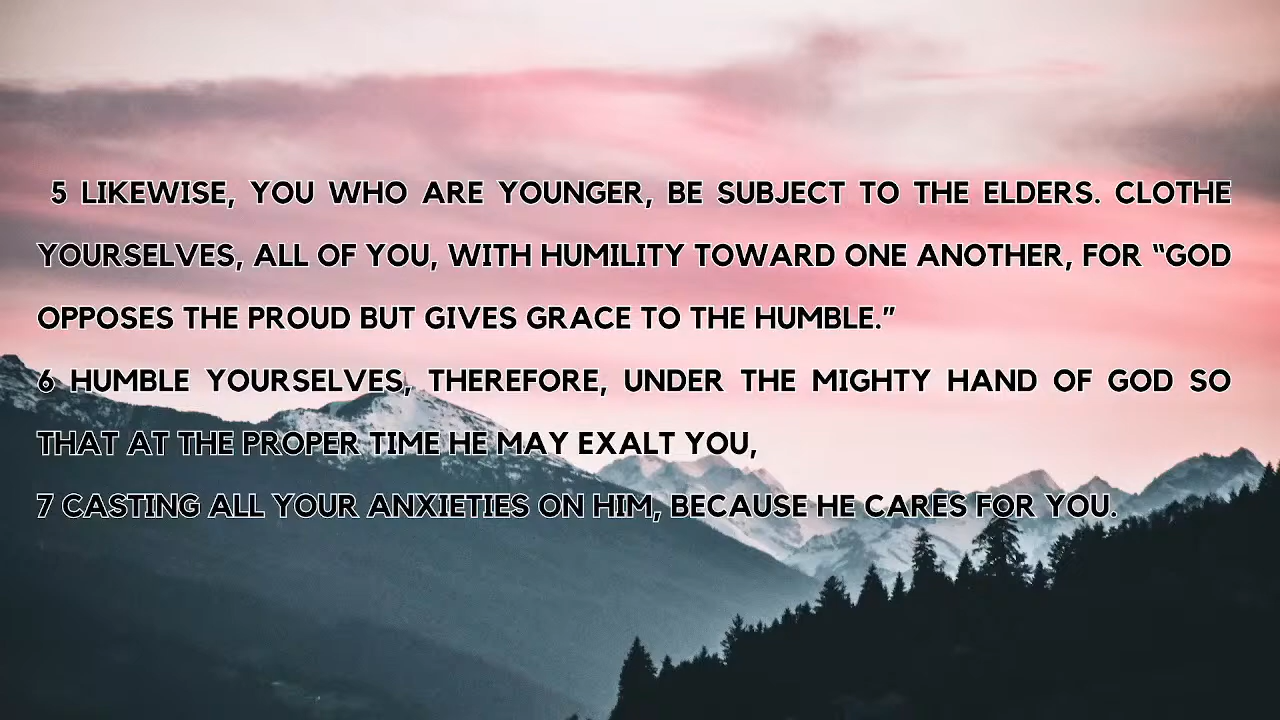 5 LIKEWISE, YOU WHO ARE YOUNGER, BE SUBJECT TO THE ELDERS. CLOTHE
YOURSELVES, ALL OF YOU, WITH HUMILITY TOWARD ONE ANOTHER, FOR “GOD
OPPOSES THE PROUD BUT GIVES GRACE TO THE HUMBLE.”
6 HUMBLE YOURSELVES, THEREFORE, UNDER THE MIGHTY HAND OF GOD SO
THAT AT THE PROPER TIME HE MAY EXALT YOU,
7 CASTING ALL YOUR ANXIETIES ON HIM, BECAUSE HE CARES FOR YOU.